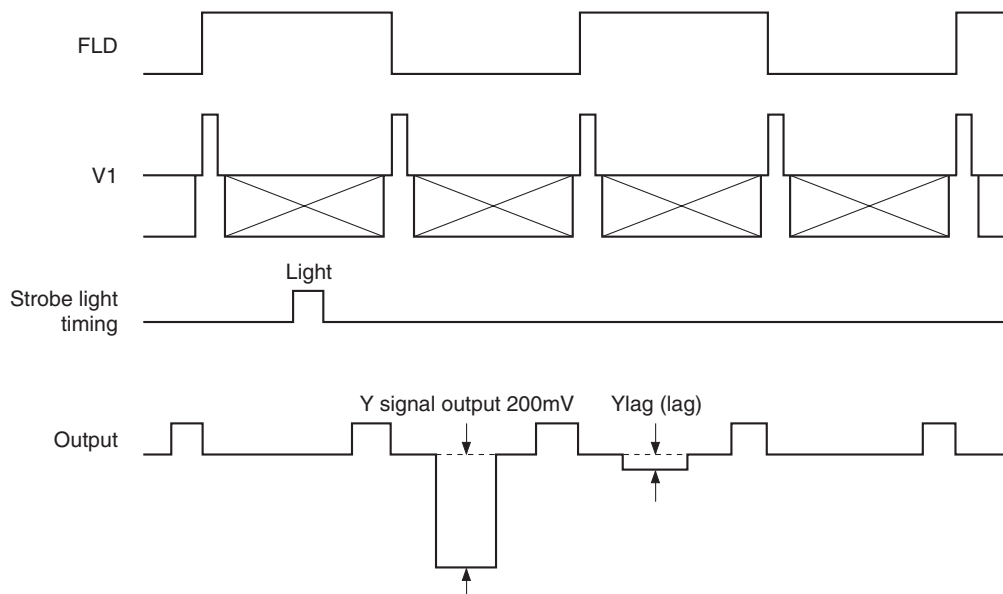 FLD
V1
Light
Strobe light
timing
Y signal output 200mV
Ylag (lag)
Output